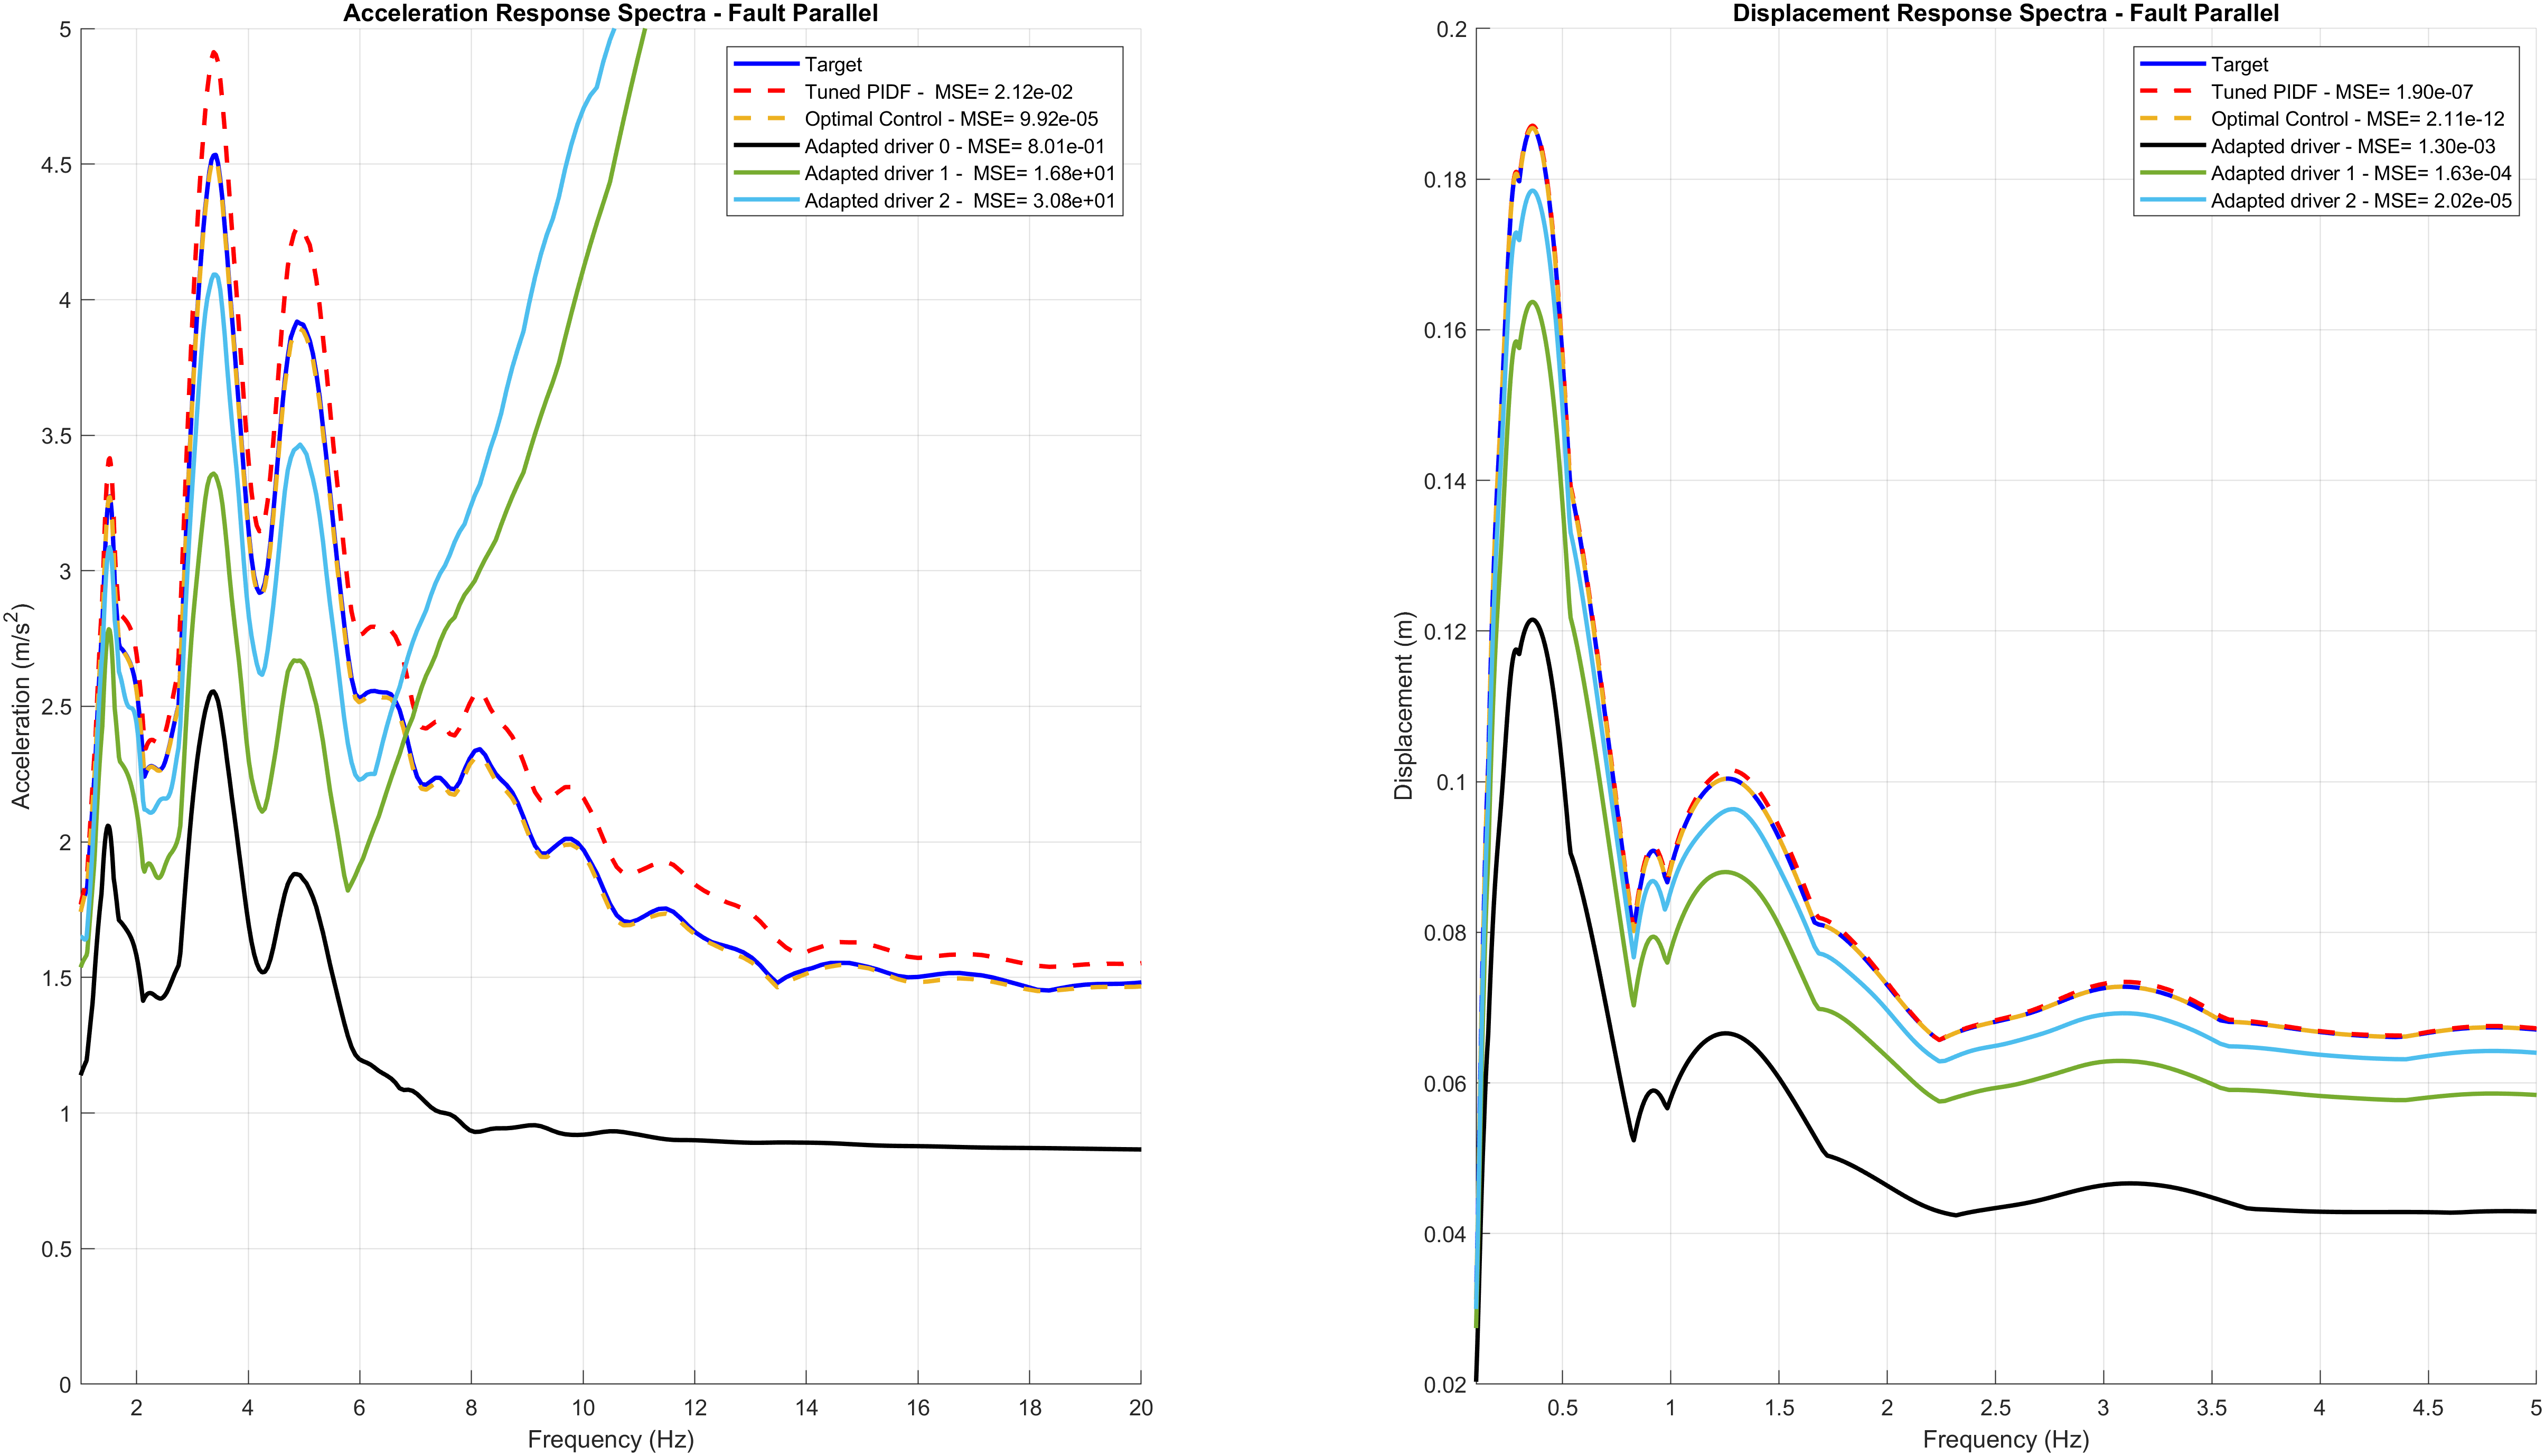 Acceleration Response Spectra - Fault Parallel
5
4.5
4
3.5
3
2.5
2
1.5
1
0.5
0
Acceleration (m/s²)
Target
Tuned PIDF -  MSE= 2.12e-02
Optimal Control - MSE= 9.92e-05
Adapted driver 0 - MSE= 8.01e-01
Adapted driver 1 -  MSE= 1.68e+01
Adapted driver 2 -  MSE= 3.08e+01
2 4 6 8 10 12 14 16 18 20
Frequency (Hz)
Displacement Response Spectra - Fault Parallel
0.2
0.18
0.16
0.14
0.12
0.1
0.08
0.06
0.04
0.02
Displacement (m)
Target
Tuned PIDF - MSE= 1.90e-07
Optimal Control - MSE= 2.11e-12
Adapted driver - MSE= 1.30e-03
Adapted driver 1 - MSE= 1.63e-04
Adapted driver 2 - MSE= 2.02e-05
0.5 1 1.5 2 2.5 3 3.5 4 4.5 5
Frequency (Hz)